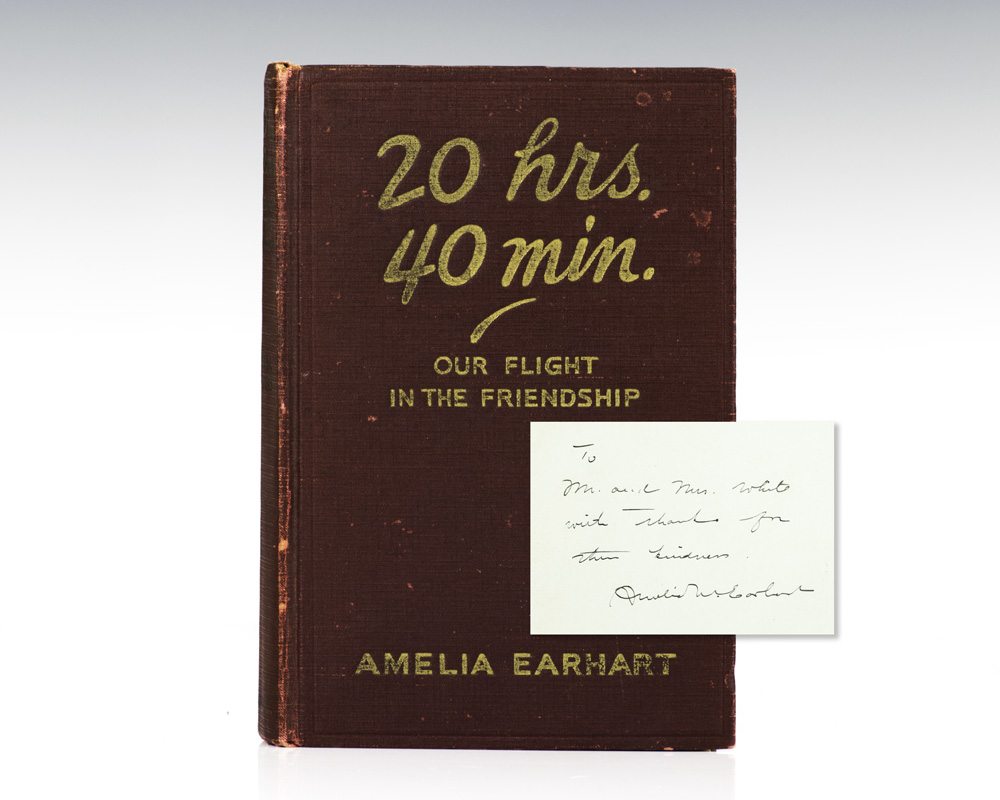 20 hrs.
40 min.
OUR FLIGHT
IN THE FRIENDSHIP
AMELIA EARHART
To
Mr. and Mrs. White
with thanks for
their kindness.
Amelia M. Earhart